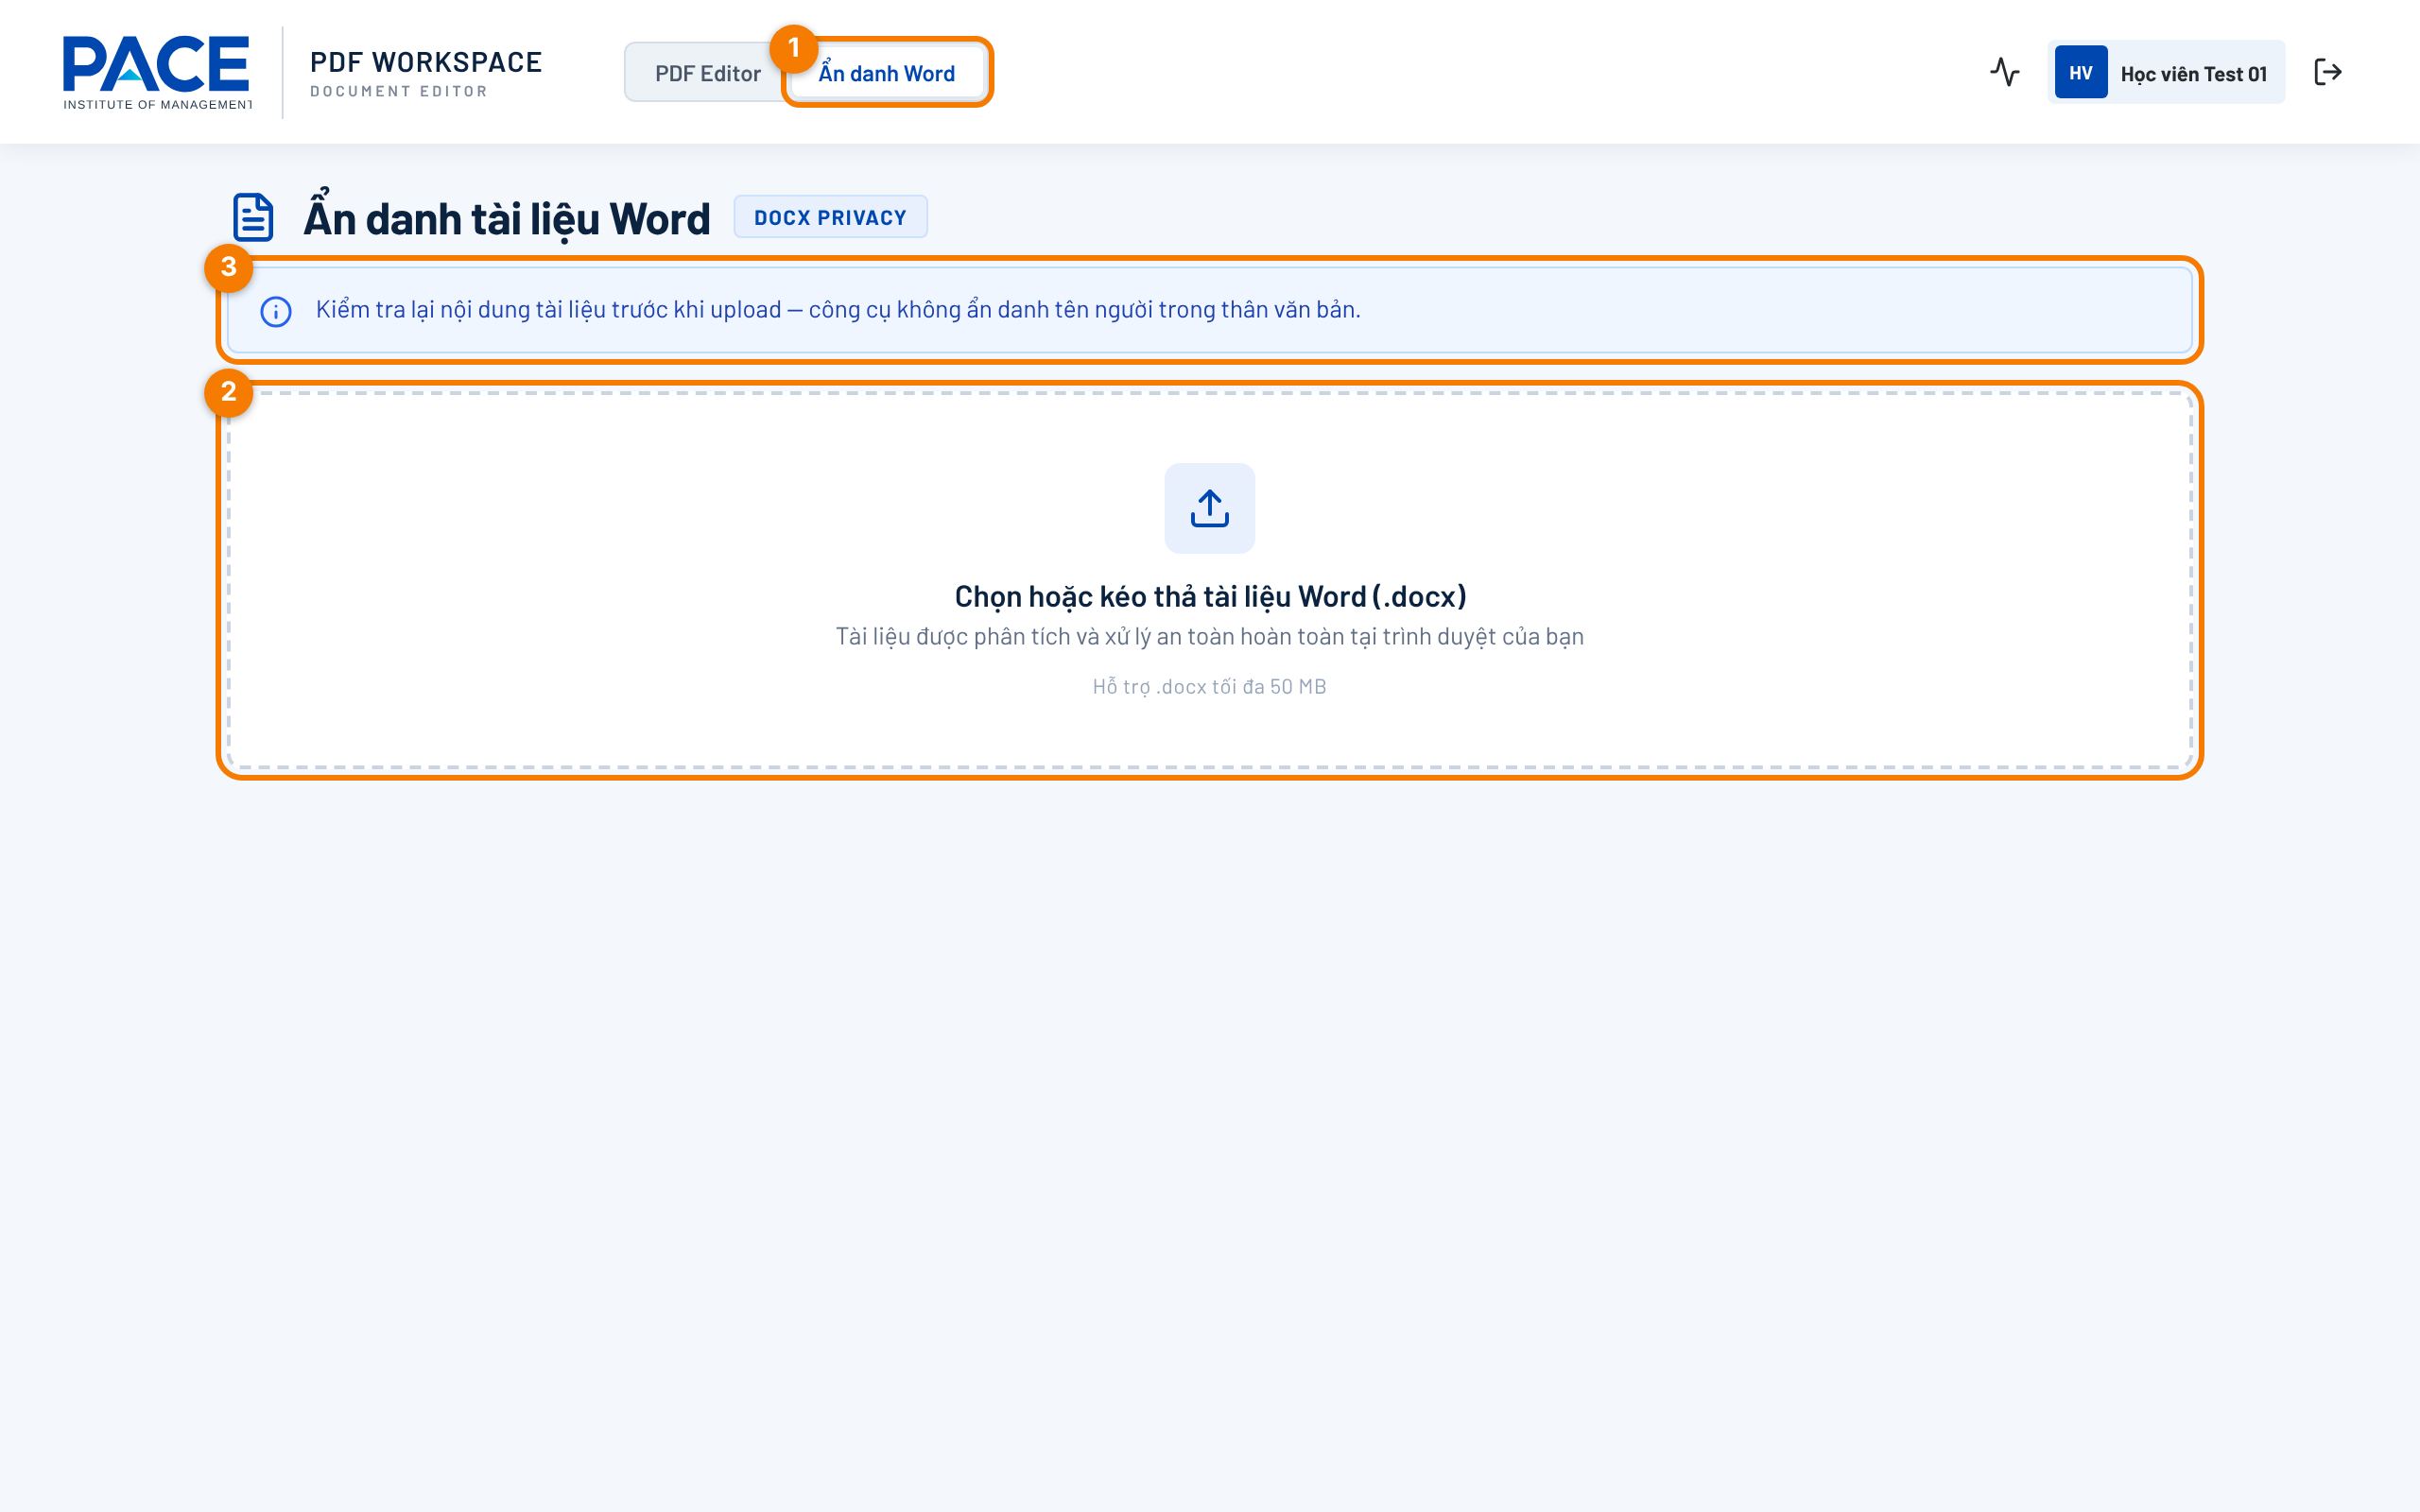 PACE
INSTITUTE OF MANAGEMENT
PDF WORKSPACE
DOCUMENT EDITOR
PDF Editor
1
Ẩn danh Word
HV
Học viên Test 01
Ẩn danh tài liệu Word
DOCX PRIVACY
3
Kiểm tra lại nội dung tài liệu trước khi upload — công cụ không ẩn danh tên người trong thân văn bản.
2
Chọn hoặc kéo thả tài liệu Word (.docx)
Tài liệu được phân tích và xử lý an toàn hoàn toàn tại trình duyệt của bạn
Hỗ trợ .docx tối đa 50 MB